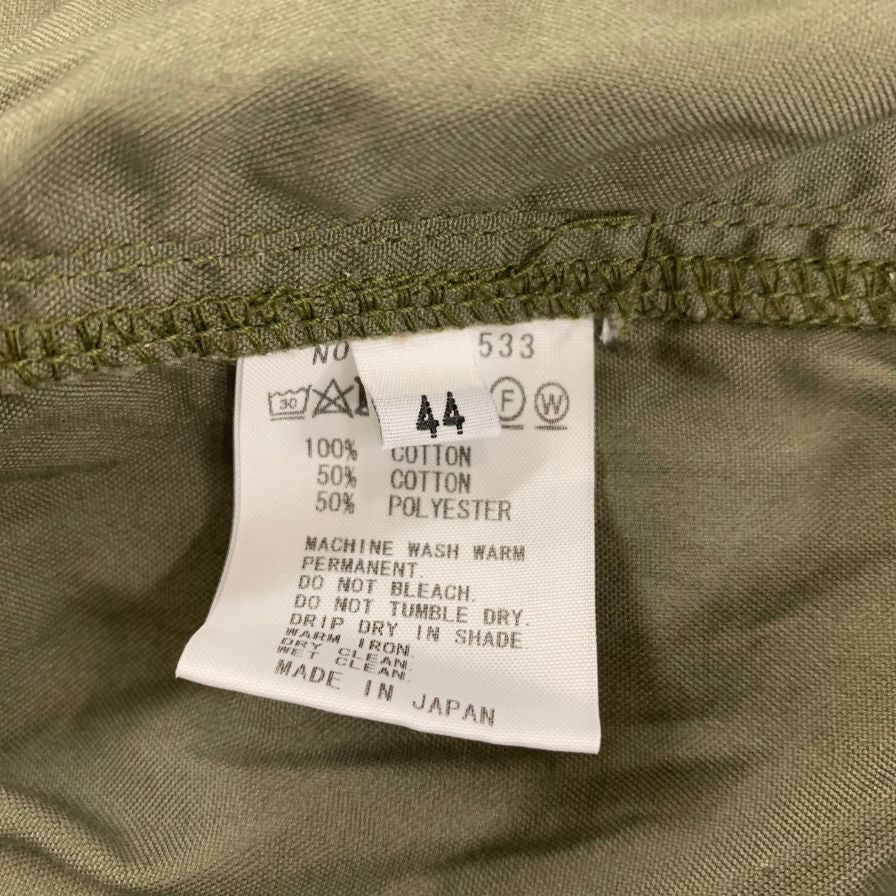 NO 533
30 F W
44
100% COTTON
50% COTTON
50% POLYESTER
MACHINE WASH WARM
PERMANENT.
DO NOT BLEACH.
DO NOT TUMBLE DRY.
DRIP DRY IN SHADE.
WARM IRON.
DRY CLEAN.
WET CLEAN.
MADE IN JAPAN